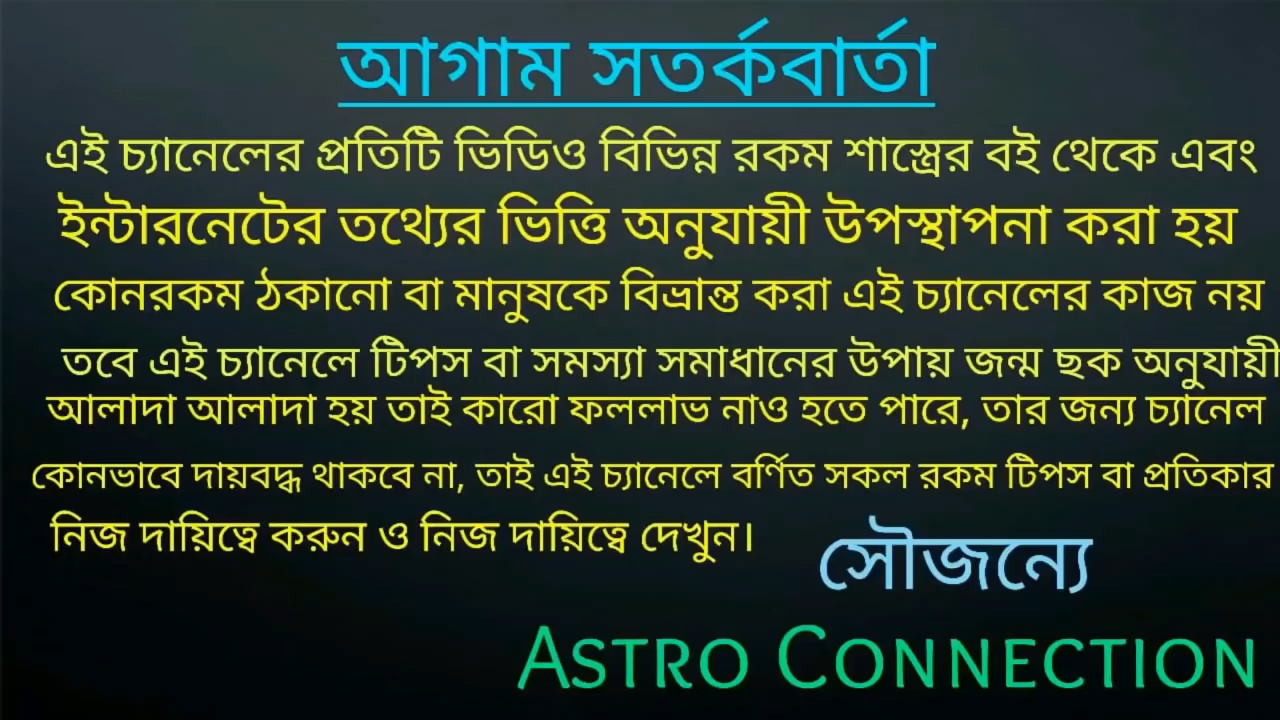 আগাম সতর্কবার্তা
এই চ্যানেলের প্রতিটি ভিডিও বিভিন্ন রকম শাস্ত্রের বই থেকে এবং
ইন্টারনেটের তথ্যের ভিত্তি অনুযায়ী উপস্থাপনা করা হয়
কোনরকম ঠকানো বা মানুষকে বিভ্রান্ত করা এই চ্যানেলের কাজ নয়
তবে এই চ্যানেলে টিপস বা সমস্যা সমাধানের উপায় জন্ম ছক অনুযায়ী
আলাদা আলাদা হয় তাই কারো ফললাভ নাও হতে পারে, তার জন্য চ্যানেল
কোনভাবে দায়বদ্ধ থাকবে না, তাই এই চ্যানেলে বর্ণিত সকল রকম টিপস বা প্রতিকার
নিজ দায়িত্বে করুন ও নিজ দায়িত্বে দেখুন।
সৌজন্যে
ASTRO CONNECTION